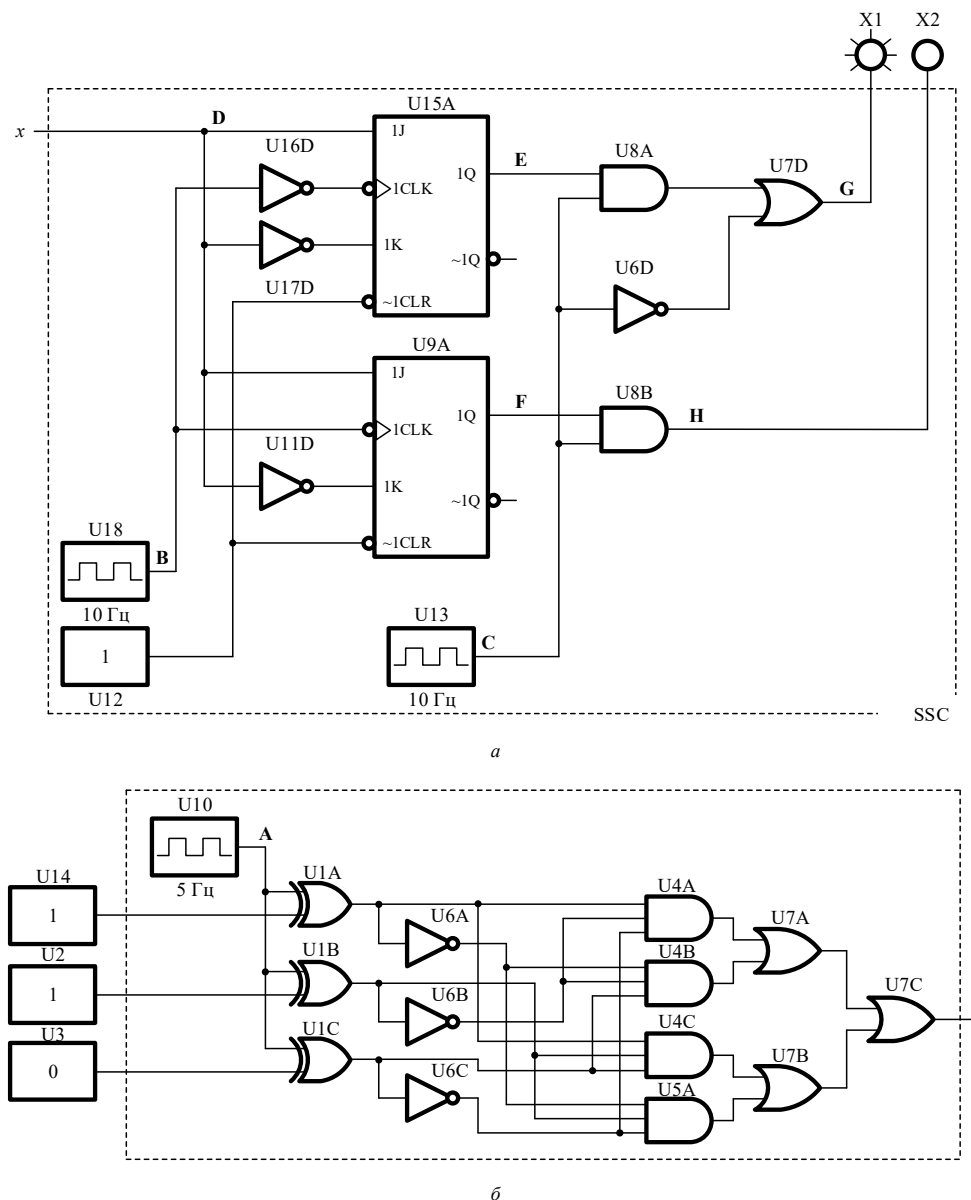 X1 X2
x
D
U15A
1J
U16D
1CLK
1Q
E
U8A
U7D
G
1K
U17D
~1Q
U6D
~1CLR
U9A
1J
1Q
F
U8B
H
1CLK
U11D
1K
~1Q
U18
B
~1CLR
10 Гц
1
U12
U13
C
10 Гц
SSC
а
U10
A
5 Гц
U14
1
U2
1
U3
0
U1A
U6A
U1B
U6B
U1C
U6C
U4A
U4B
U4C
U5A
U7A
U7B
U7C
б